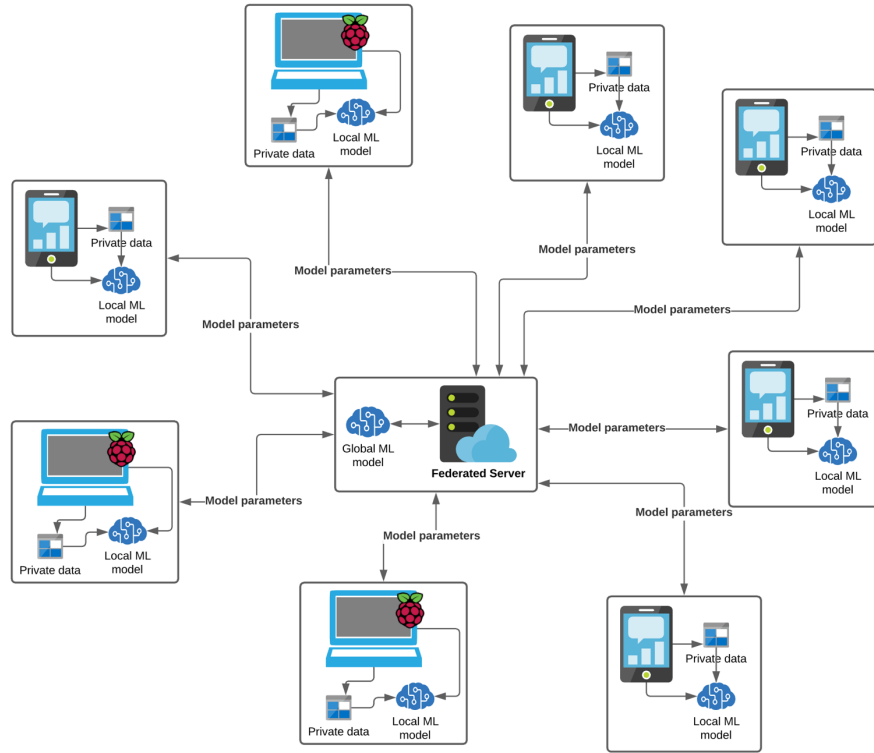 Private data
Local ML
model
Private data
Local ML
model
Private data
Local ML
model
Private data
Local ML
model
Model parameters
Model parameters
Model parameters
Model parameters
Private data
Local ML
model
Global ML
model
Federated Server
Model parameters
Model parameters
Private data
Local ML
model
Model parameters
Model parameters
Private data
Local ML
model
Private data
Local ML
model